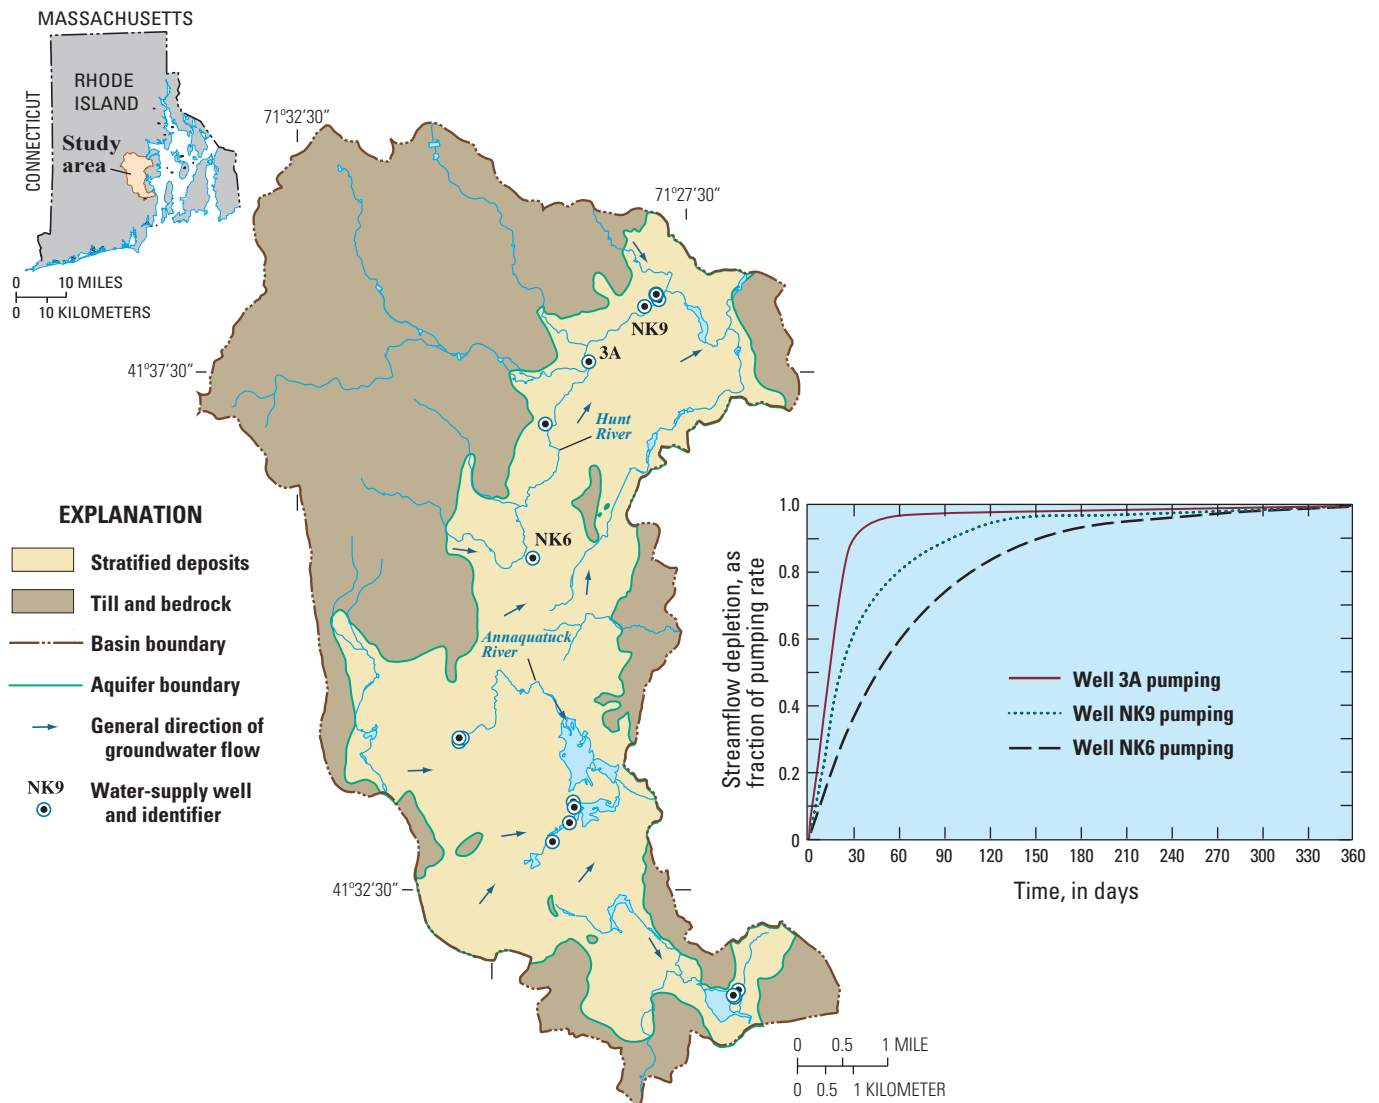 MASSACHUSETTS
CONNECTICUT
RHODE
ISLAND
Study
area
0 10 MILES
0 10 KILOMETERS
71°32'30"
71°27'30"
41°37'30"
41°32'30"
NK9
3A
Hunt
River
NK6
Annaquatuck
River
EXPLANATION
Stratified deposits
Till and bedrock
Basin boundary
Aquifer boundary
General direction of
groundwater flow
NK9
Water-supply well
and identifier
0 0.5 1 MILE
0 0.5 1 KILOMETER
Streamflow depletion, as
fraction of pumping rate
1.0
0.8
0.6
0.4
0.2
0
Well 3A pumping
Well NK9 pumping
Well NK6 pumping
0 30 60 90 120 150 180 210 240 270 300 330 360
Time, in days